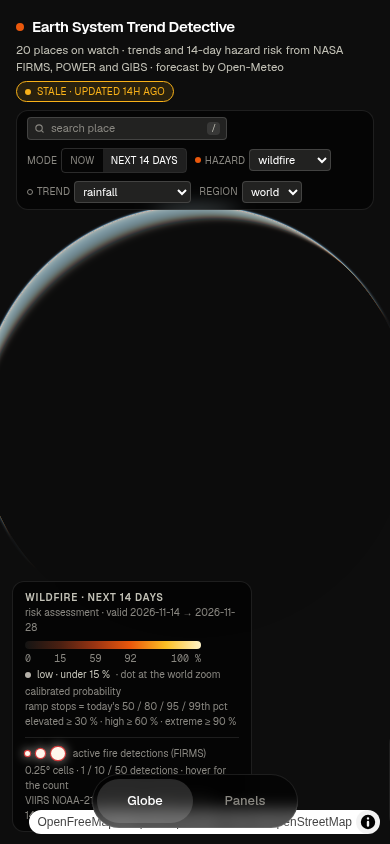 Earth System Trend Detective
20 places on watch · trends and 14-day hazard risk from NASA
FIRMS, POWER and GIBS · forecast by Open-Meteo
STALE · UPDATED 14H AGO
search place /
MODE NOW NEXT 14 DAYS HAZARD wildfire
TREND rainfall REGION world
WILDFIRE · NEXT 14 DAYS
risk assessment · valid 2026-11-14 → 2026-11-
28
0 15 59 92 100 %
low · under 15 % · dot at the world zoom
calibrated probability
ramp stops = today's 50 / 80 / 95 / 99th pct
elevated ≥ 30 % · high ≥ 60 % · extreme ≥ 90 %
active fire detections (FIRMS)
0.25° cells · 1 / 10 / 50 detections · hover for
the count
VIIRS NOAA-2
Globe Panels
OpenFreeMap
OpenStreetMap